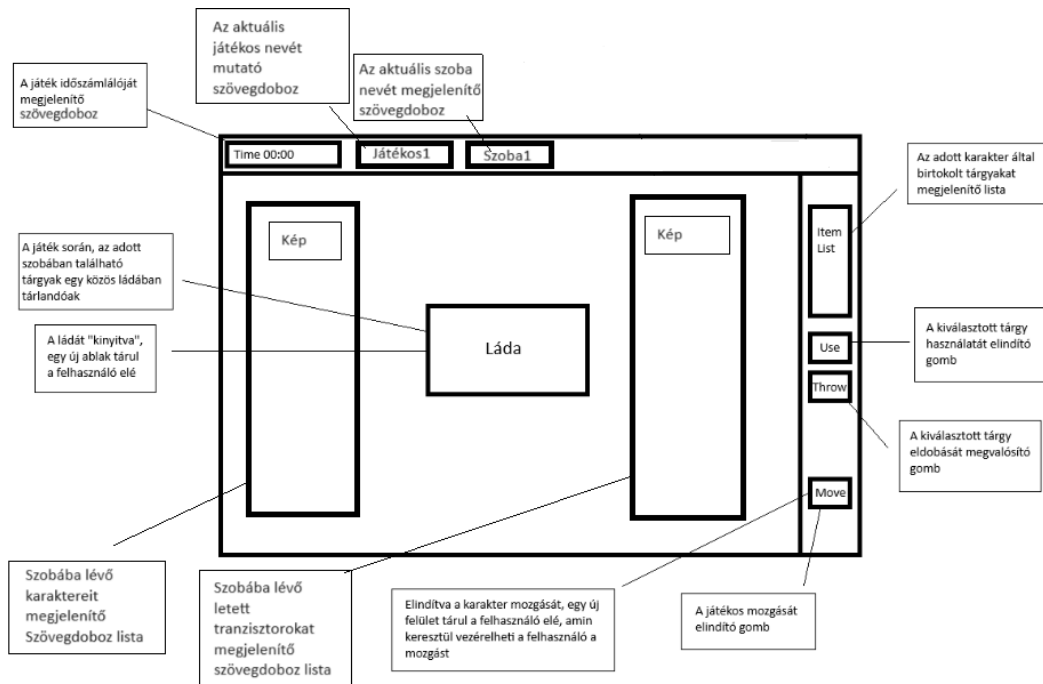 Az aktuális
játékos nevét
mutató
szövegdoboz
Az aktuális szoba
nevét megjelenítő
szövegdoboz
A játék időszámlálóját
megjelenítő
szövegdoboz
Time 00:00
Játékos1
Szoba1
Az adott karakter által
birtokolt tárgyakat
megjelenítő lista
Kép
Kép
Item
List
A játék során, az adott
szobában található
tárgyak egy közös ládában
tárlandóak
A ládát "kinyitva",
egy új ablak tárul
a felhasználó elé
Láda
Use
A kiválasztott tárgy
használatát elindító
gomb
Throw
A kiválasztott tárgy
eldobását megvalósító
gomb
Move
Szobába lévő
karaktereit
megjelenítő
Szövegdoboz lista
Szobába lévő
letett
tranzisztorokat
megjelenítő
szövegdoboz lista
Elindítva a karakter mozgását, egy új
felület tárul a felhasználó elé, amin
keresztül vezérelheti a felhasználó a
mozgást
A játékos mozgását
elindító gomb